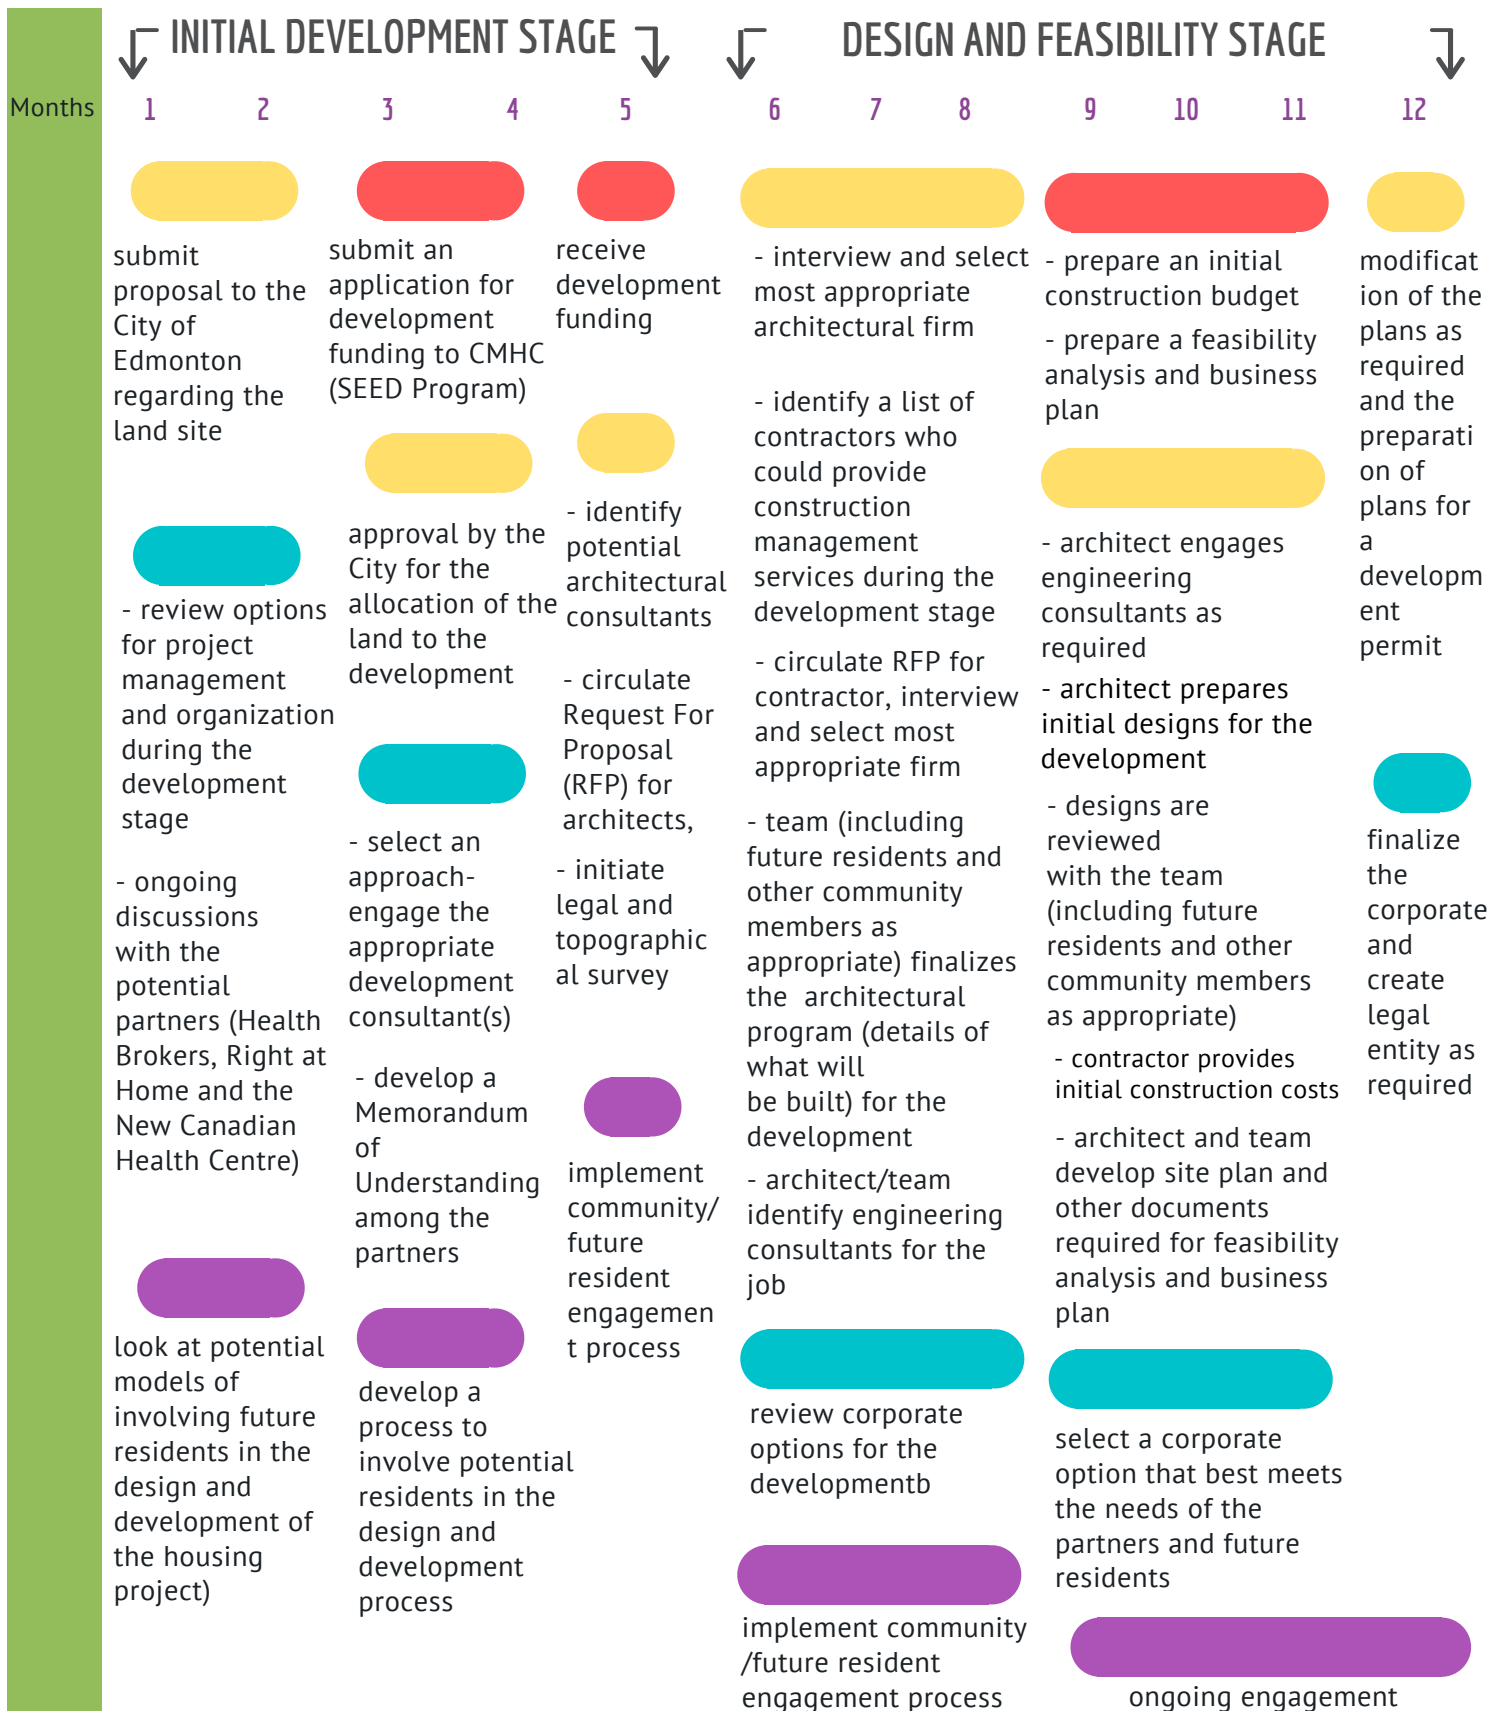 INITIAL DEVELOPMENT STAGE
DESIGN AND FEASIBILITY STAGE
Months
1
2
3
4
5
6
7
8
9
10
11
12
submit
proposal to the
City of
Edmonton
regarding the
land site
- review options
for project
management
and organization
during the
development
stage
- ongoing
discussions
with the
potential
partners (Health
Brokers, Right at
Home and the
New Canadian
Health Centre)
look at potential
models of
involving future
residents in the
design and
development of
the housing
project)
submit an
application for
development
funding to CMHC
(SEED Program)
approval by the
City for the
allocation of the
land to the
development
- select an
approach-
engage the
appropriate
development
consultant(s)
- develop a
Memorandum
of
Understanding
among the
partners
develop a
process to
involve potential
residents in the
design and
development
process
receive
development
funding
- identify
potential
architectural
consultants
- circulate
Request For
Proposal
(RFP) for
architects,
- initiate
legal and
topographic
al survey
implement
community/
future
resident
engagemen
t process
- interview and select
most appropriate
architectural firm
- identify a list of
contractors who
could provide
construction
management
services during the
development stage
- circulate RFP for
contractor, interview
and select most
appropriate firm
- team (including
future residents and
other community
members as
appropriate) finalizes
the architectural
program (details of
what will
be built) for the
development
- architect/team
identify engineering
consultants for the
job
review corporate
options for the
developmentb
implement community
/future resident
engagement process
- prepare an initial
construction budget
- prepare a feasibility
analysis and business
plan
- architect engages
engineering
consultants as
required
- architect prepares
initial designs for the
development
- designs are
reviewed
with the team
(including future
residents and other
community members
as appropriate)
- contractor provides
initial construction costs
- architect and team
develop site plan and
other documents
required for feasibility
analysis and business
plan
select a corporate
option that best meets
the needs of the
partners and future
residents
ongoing engagement
modificat
ion of the
plans as
required
and the
preparati
on of
plans for
a
developm
ent
permit
finalize
the
corporate
and
create
legal
entity as
required